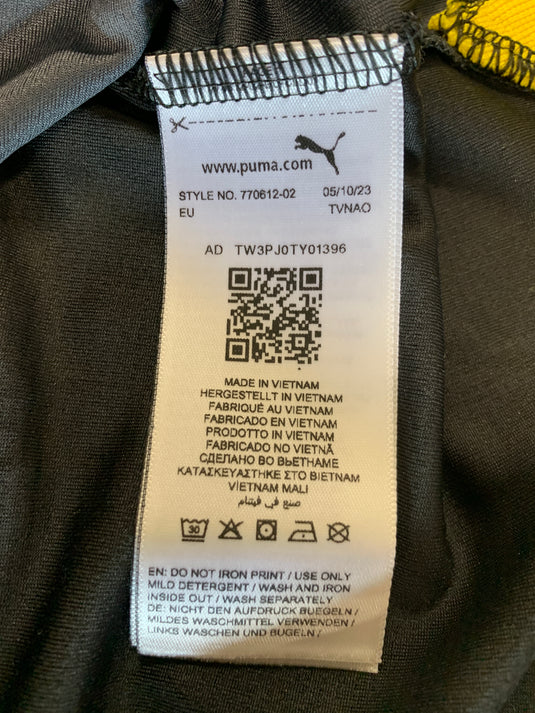 www.puma.com
STYLE NO. 770612-02 05/10/23
EU TVNAO
AD TW3PJ0TY01396
MADE IN VIETNAM
HERGESTELLT IN VIETNAM
FABRIQUÉ AU VIETNAM
FABRICADO EN VIETNAM
PRODOTTO IN VIETNAM
FABRICADO NO VIETNÃ
СДЕЛАНО ВО ВЬЕТНАМЕ
ΚΑΤΑΣΚΕΥΑΣΤΗΚΕ ΣΤΟ ΒΙΕΤΝΑΜ
VİETNAM MALI
صنع في فيتنام
30
EN: DO NOT IRON PRINT / USE ONLY
MILD DETERGENT / WASH AND IRON
INSIDE OUT / WASH SEPARATELY
DE: NICHT DEN AUFDRUCK BUEGELN /
MILDES WASCHMITTEL VERWENDEN /
LINKS WASCHEN UND BUGELN /